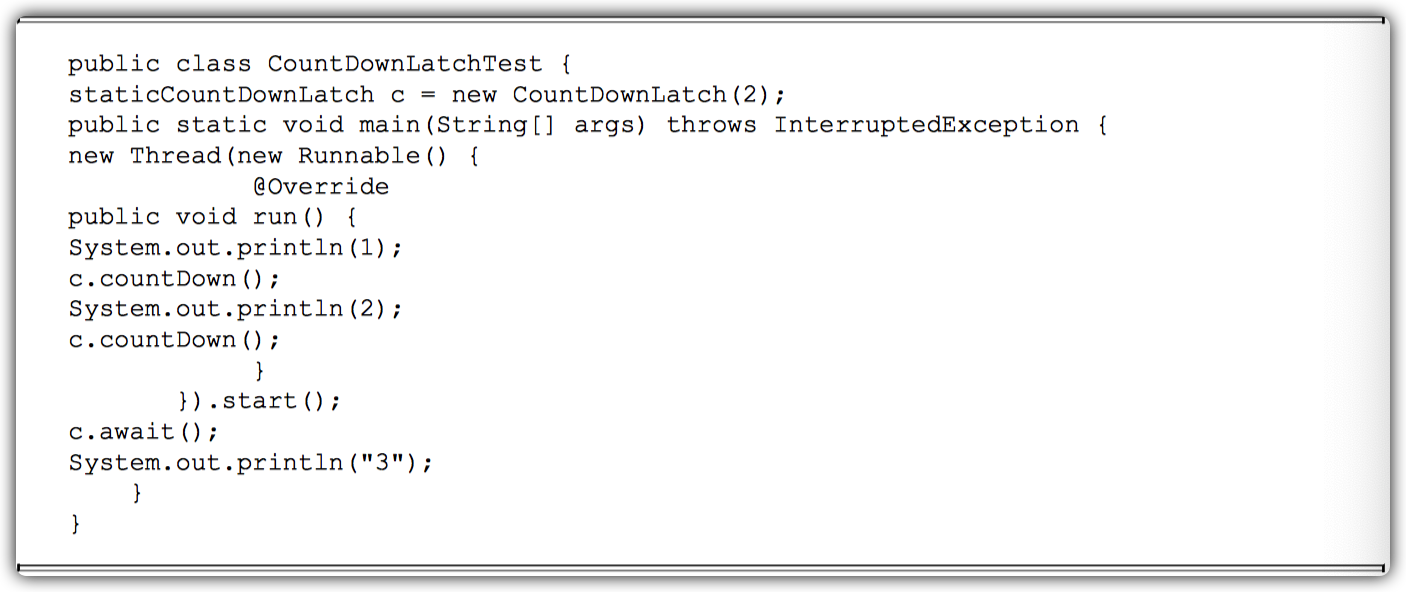 public class CountDownLatchTest {
staticCountDownLatch c = new CountDownLatch(2);
public static void main(String[] args) throws InterruptedException {
new Thread(new Runnable() {
@Override
public void run() {
System.out.println(1);
c.countDown();
System.out.println(2);
c.countDown();
}
}).start();
c.await();
System.out.println("3");
}
}